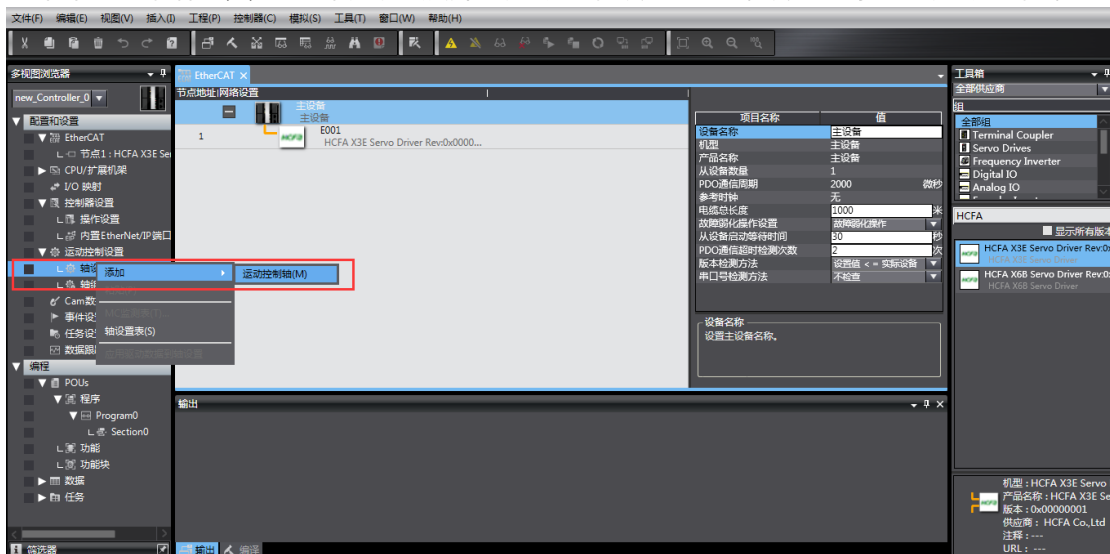 文件(F) 编辑(E) 视图(V) 插入(I) 工程(P) 控制器(C) 模拟(S) 工具(T) 窗口(W) 帮助(H)
多视图浏览器
new_Controller_0
配置和设置
EtherCAT
节点1 : HCFA X3E Se
CPU/扩展机架
I/O 映射
控制器设置
操作设置
内置EtherNet/IP端口
运动控制设置
轴设
添加
运动控制轴(M)
Cam数
事件设
轴设置表(S)
任务设
数据跟
编程
POUs
程序
Program0
Section0
功能
功能块
数据
任务
筛选器
EtherCAT
节点地址|网络设置
主设备
主设备
1
E001
HCFA X3E Servo Driver Rev:0x0000...
项目名称 值
设备名称 主设备
机型 主设备
产品名称 主设备
从设备数量 1
PDO通信周期 2000 微秒
参考时钟 无
电缆总长度 1000 米
故障弱化操作设置 故障弱化操作
从设备启动等待时间 30 秒
PDO通信超时检测次数 2 次
版本检测方法 设置值 <= 实际设备
串口号检测方法 不检查
设备名称
设置主设备名称。
输出
输出 编译
工具箱
全部供应商
组
全部组
Terminal Coupler
Servo Drives
Frequency Inverter
Digital IO
Analog IO
HCFA
显示所有版本
HCFA X3E Servo Driver Rev:0x
HCFA X3E Servo Driver
HCFA X6B Servo Driver Rev:0x
HCFA X6B Servo Driver
机型 : HCFA X3E Servo
产品名称 : HCFA X3E Se
版本 : 0x00000001
供应商 : HCFA Co.,Ltd
注释 : ---
URL : ---